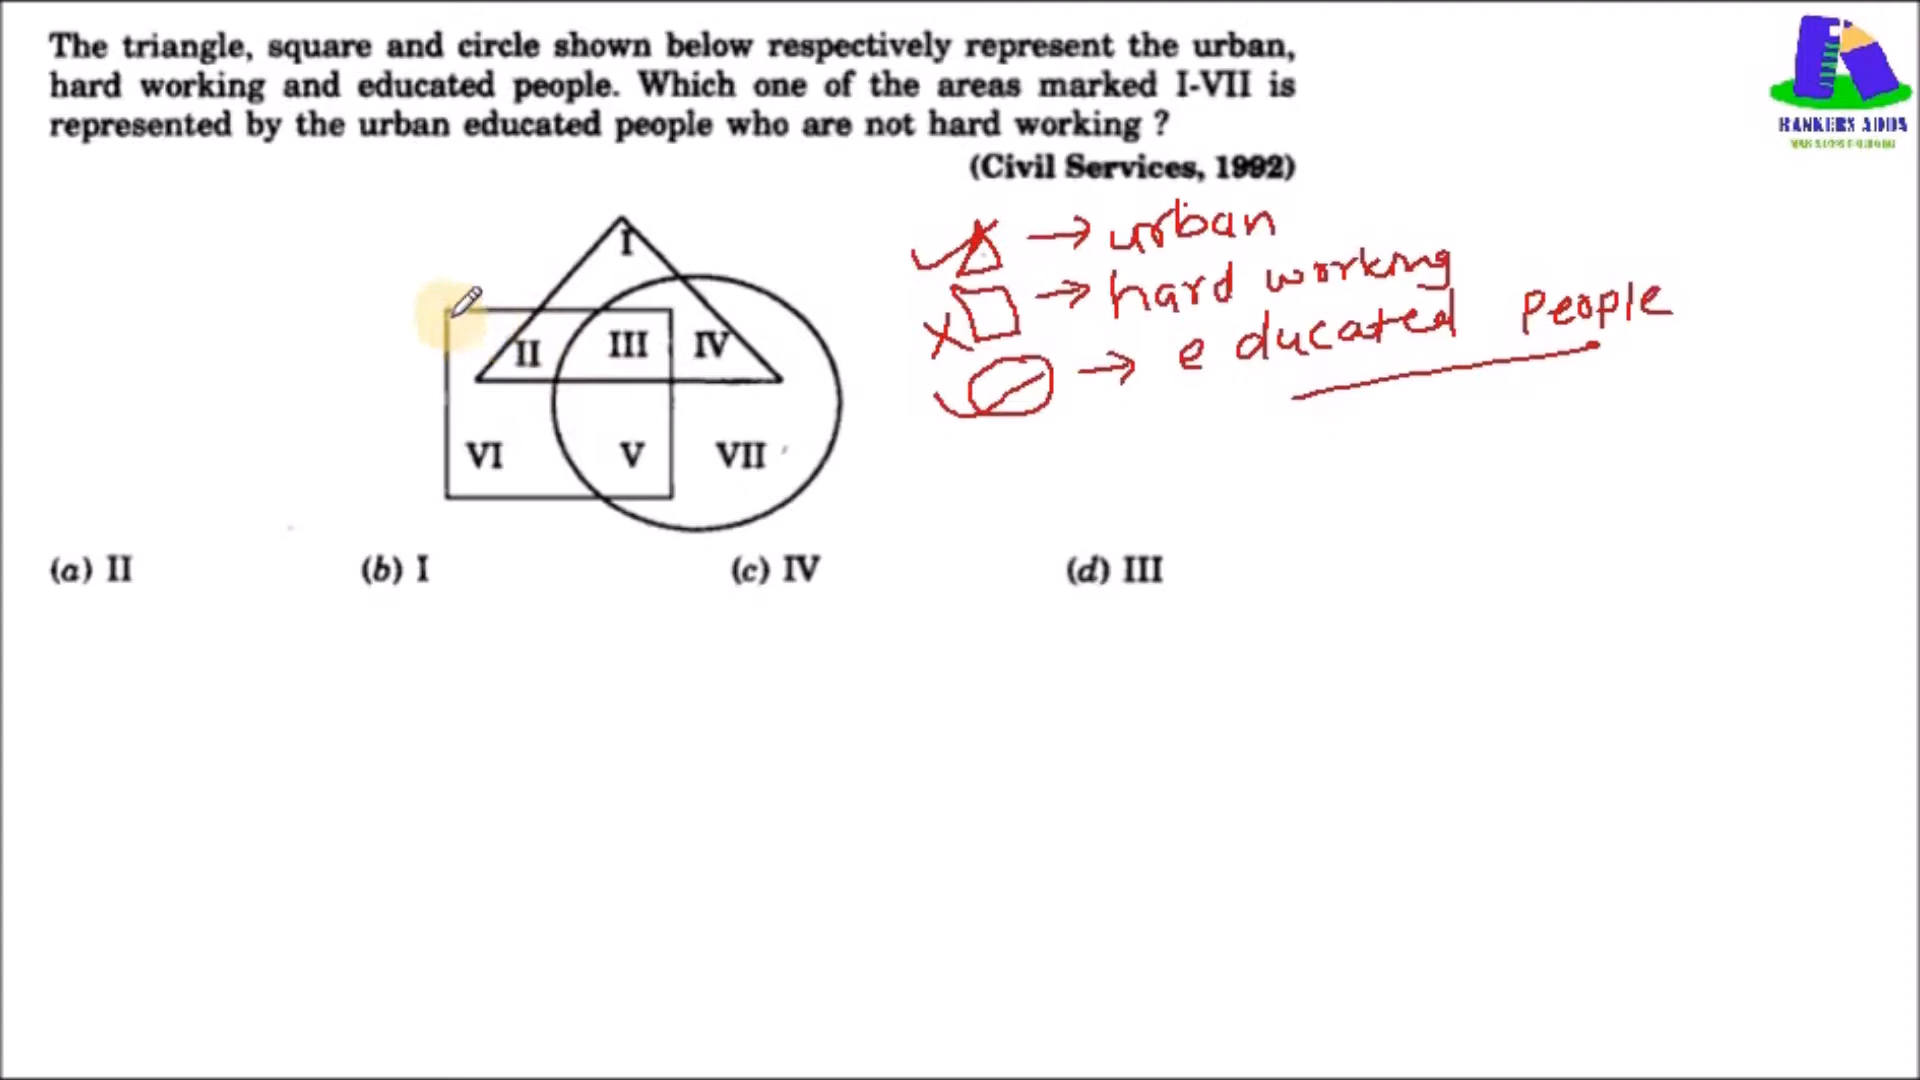 The triangle, square and circle shown below respectively represent the urban,
hard working and educated people. Which one of the areas marked I-VII is
represented by the urban educated people who are not hard working ?
(Civil Services, 1992)
RANKERS ADDA
→ urban
→ hard working
→ educated people
I
II III IV
VI V VII
(a) II (b) I (c) IV (d) III